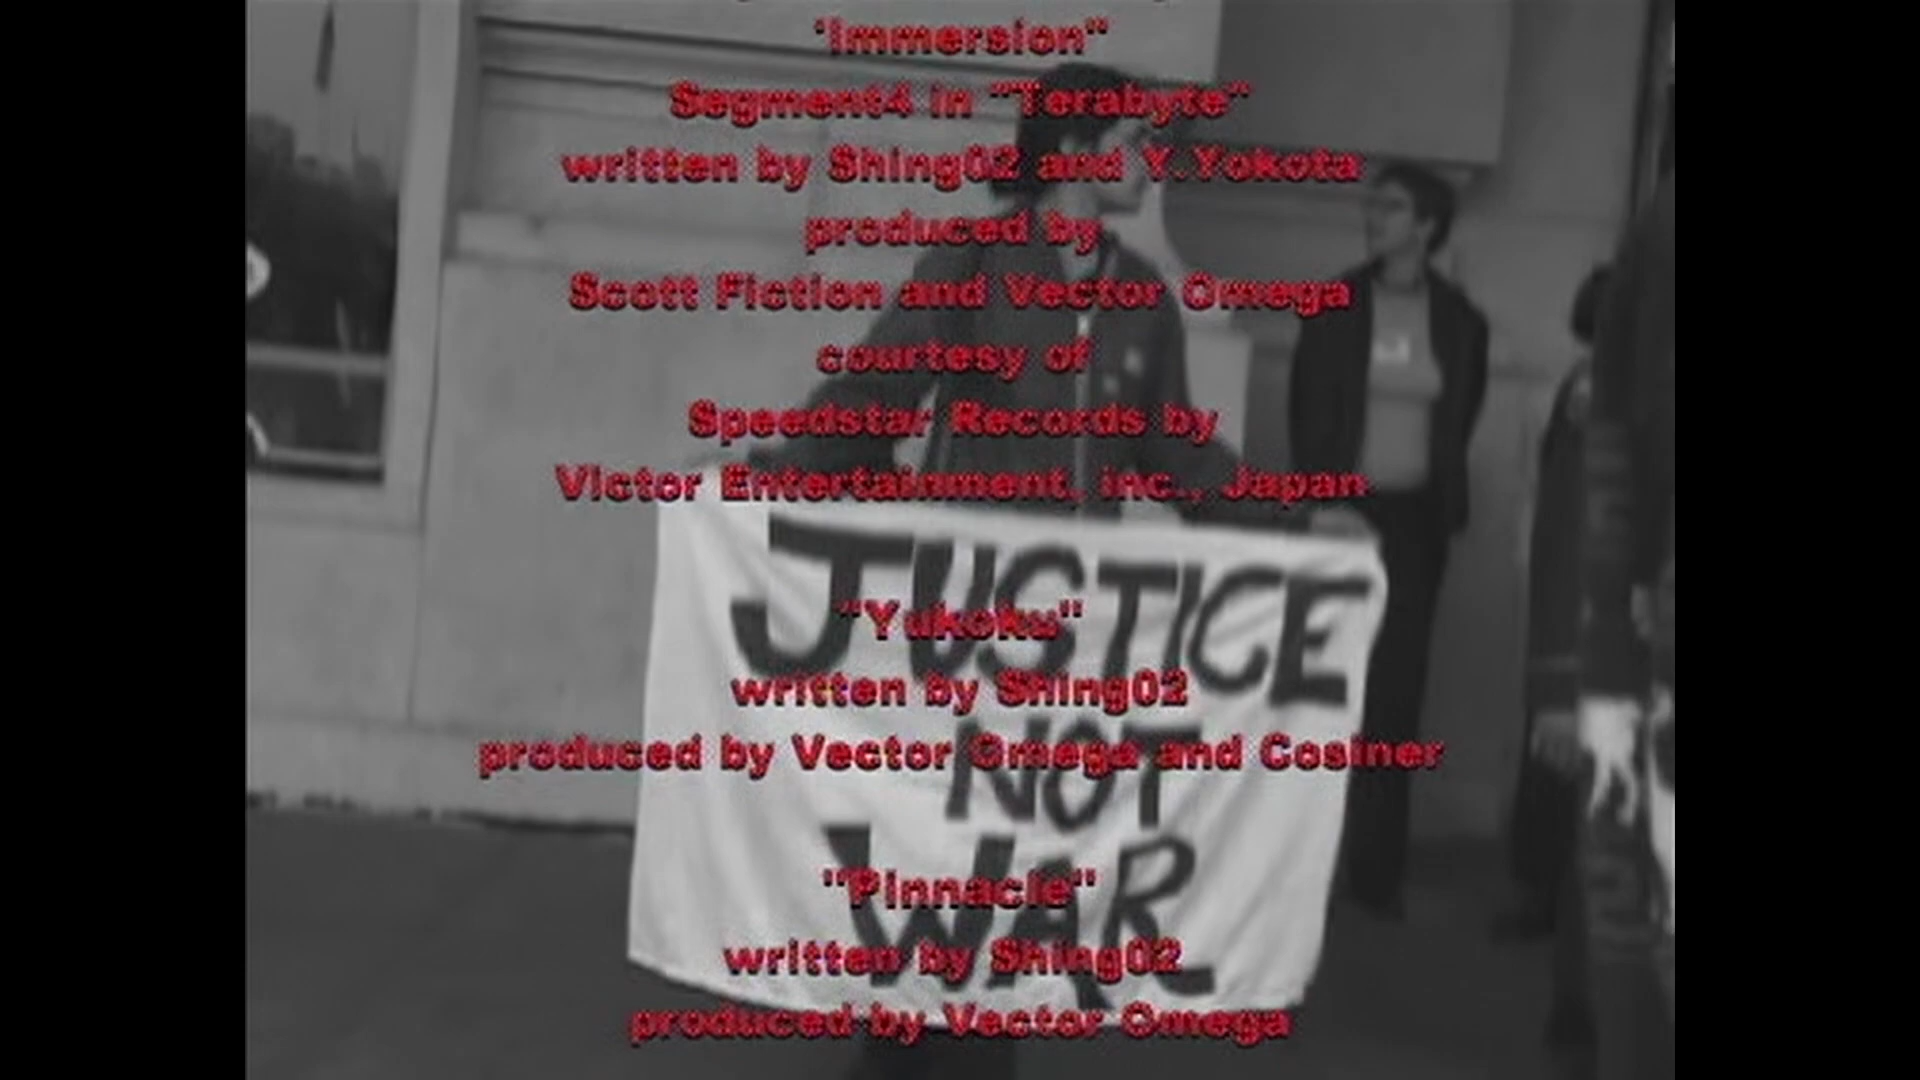 "Immersion"
Segment4 in "Terabyte"
written by Shing02 and Y.Yokota
produced by
Scott Fiction and Vector Omega
courtesy of
Speedstar Records by
Victor Entertainment, inc., Japan
"Yukoku"
written by Shing02
produced by Vector Omega and Cosiner
"Pinnacle"
written by Shing02
produced by Vector Omega
JUSTICE
NOT
WAR